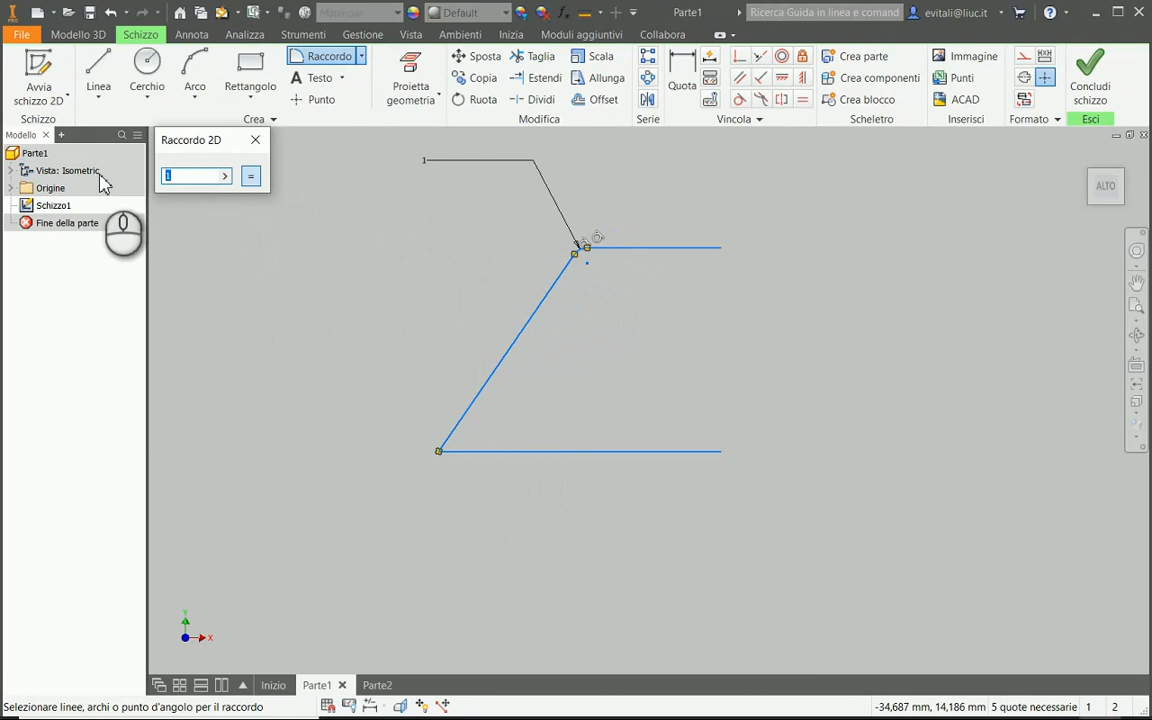 PRO
Materiale
Default
fx
Parte1
Ricerca Guida in linea e comando
evitali@liuc.it
File
Modello 3D
Schizzo
Annota
Analizza
Strumenti
Gestione
Vista
Ambienti
Inizia
Moduli aggiuntivi
Collabora
Avvia
schizzo 2D
Schizzo
Linea
Cerchio
Arco
Rettangolo
Raccordo
Testo
Punto
Crea
Proietta
geometria
Sposta
Copia
Ruota
Taglia
Estendi
Dividi
Scala
Allunga
Offset
Modifica
Serie
Quota
Vincola
Crea parte
Crea componenti
Crea blocco
Scheletro
Immagine
Punti
ACAD
Inserisci
Formato
Concludi
schizzo
Esci
Modello
Parte1
Vista: Isometric
Origine
Schizzo1
Fine della parte
Raccordo 2D
1
=
1
ALTO
Y
X
Inizio
Parte1
Parte2
Selezionare linee, archi o punto d'angolo per il raccordo
-34,687 mm, 14,186 mm
5 quote necessarie
1
2